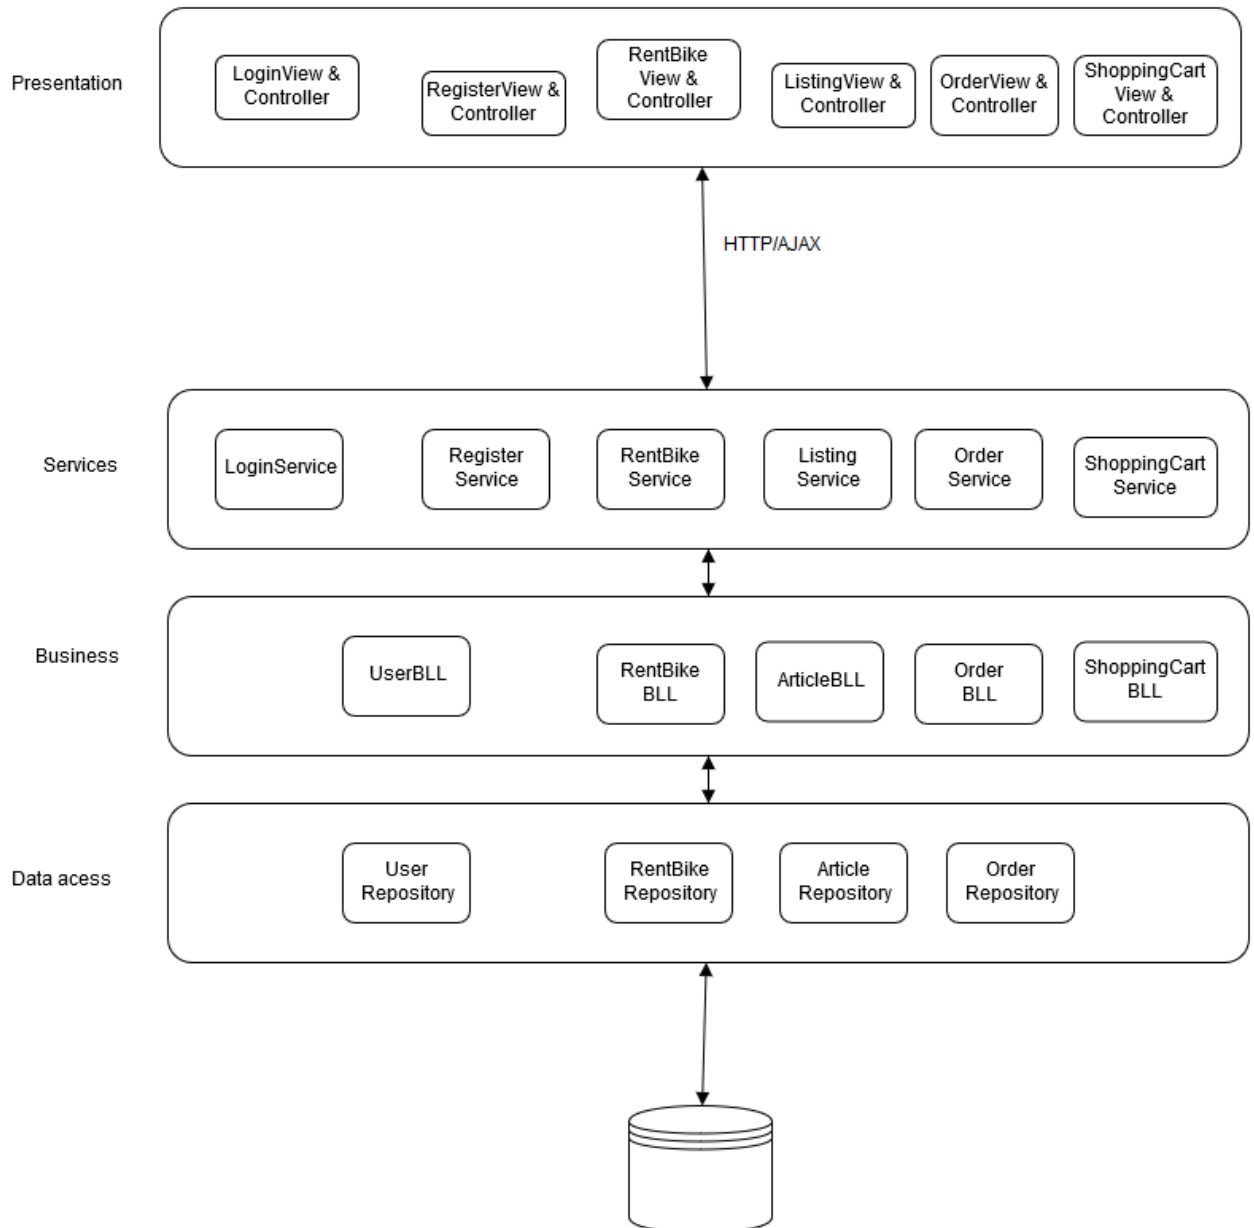 Presentation
LoginView &
Controller
RegisterView &
Controller
RentBike
View &
Controller
ListingView &
Controller
OrderView &
Controller
ShoppingCart
View &
Controller
HTTP/AJAX
Services
LoginService
Register
Service
RentBike
Service
Listing
Service
Order
Service
ShoppingCart
Service
Business
UserBLL
RentBike
BLL
ArticleBLL
Order
BLL
ShoppingCart
BLL
Data acess
User
Repository
RentBike
Repository
Article
Repository
Order
Repository